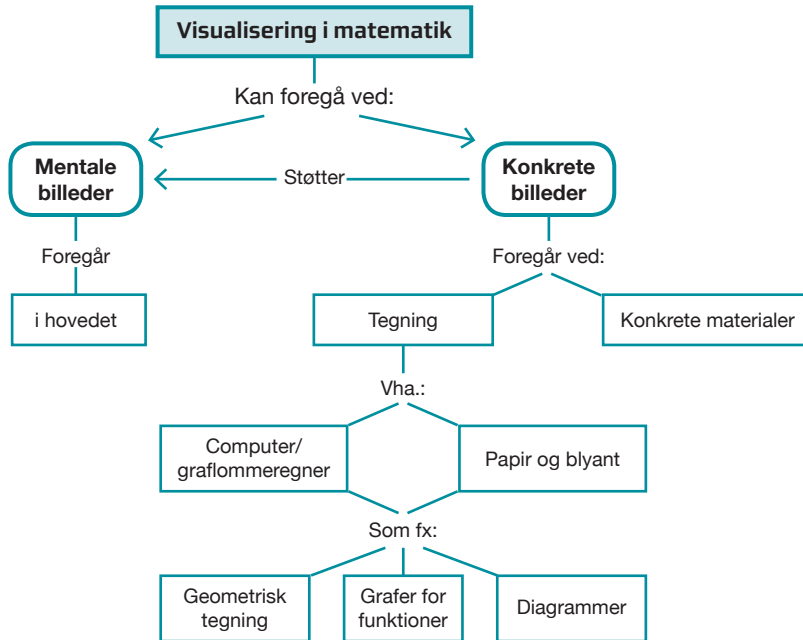 Visualisering i matematik
Kan foregå ved:
Mentale
billeder
Støtter
Konkrete
billeder
Foregår
Foregår ved:
i hovedet
Tegning
Konkrete materialer
Vha.:
Computer/
graflommeregner
Papir og blyant
Som fx:
Geometrisk
tegning
Grafer for
funktioner
Diagrammer